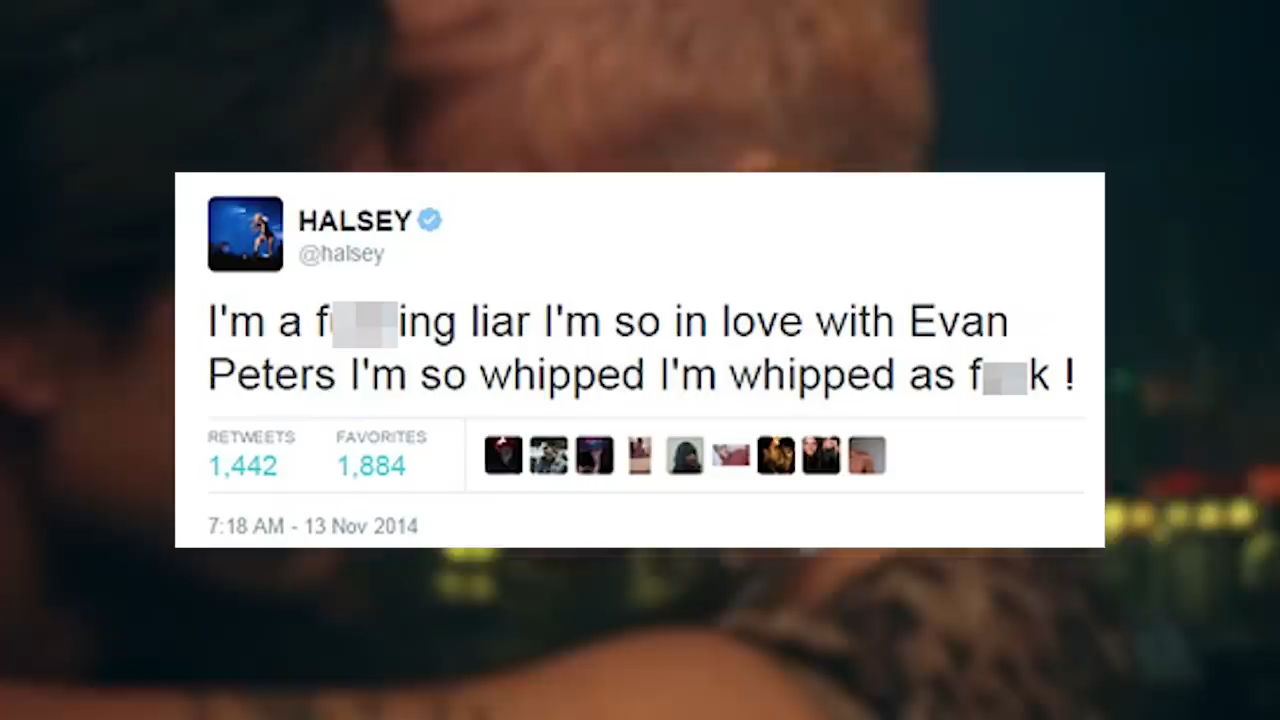 HALSEY
@halsey
I'm a f ing liar I'm so in love with Evan
Peters I'm so whipped I'm whipped as f k !
RETWEETS FAVORITES
1,442 1,884
7:18 AM - 13 Nov 2014